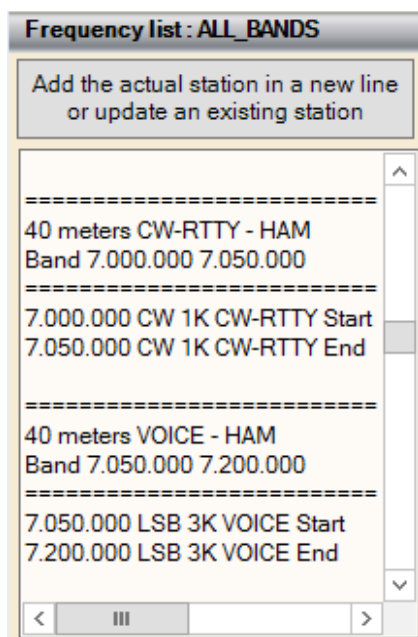 Frequency list : ALL_BANDS
Add the actual station in a new line
or update an existing station
===========================
40 meters CW-RTTY - HAM
Band 7.000.000 7.050.000
===========================
7.000.000 CW 1K CW-RTTY Start
7.050.000 CW 1K CW-RTTY End
===========================
40 meters VOICE - HAM
Band 7.050.000 7.200.000
===========================
7.050.000 LSB 3K VOICE Start
7.200.000 LSB 3K VOICE End